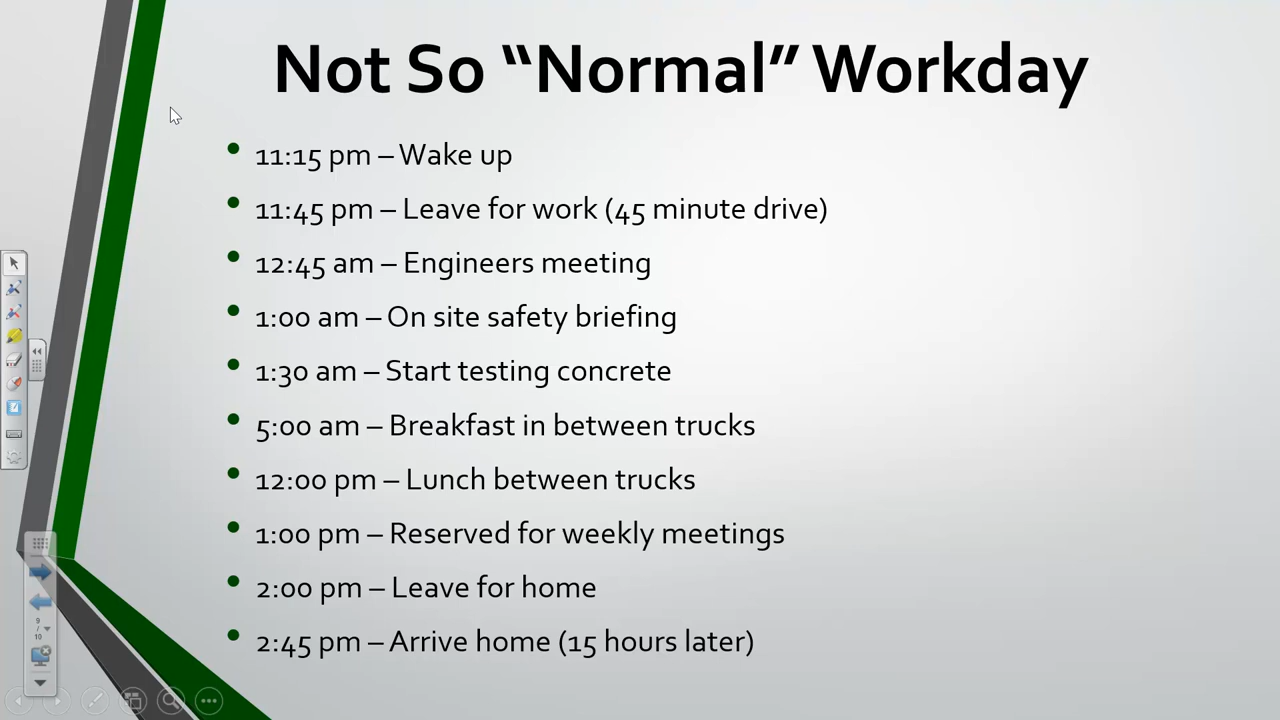 Not So “Normal” Workday
• 11:15 pm – Wake up
• 11:45 pm – Leave for work (45 minute drive)
• 12:45 am – Engineers meeting
• 1:00 am – On site safety briefing
• 1:30 am – Start testing concrete
• 5:00 am – Breakfast in between trucks
• 12:00 pm – Lunch between trucks
• 1:00 pm – Reserved for weekly meetings
• 2:00 pm – Leave for home
• 2:45 pm – Arrive home (15 hours later)
9
/
10